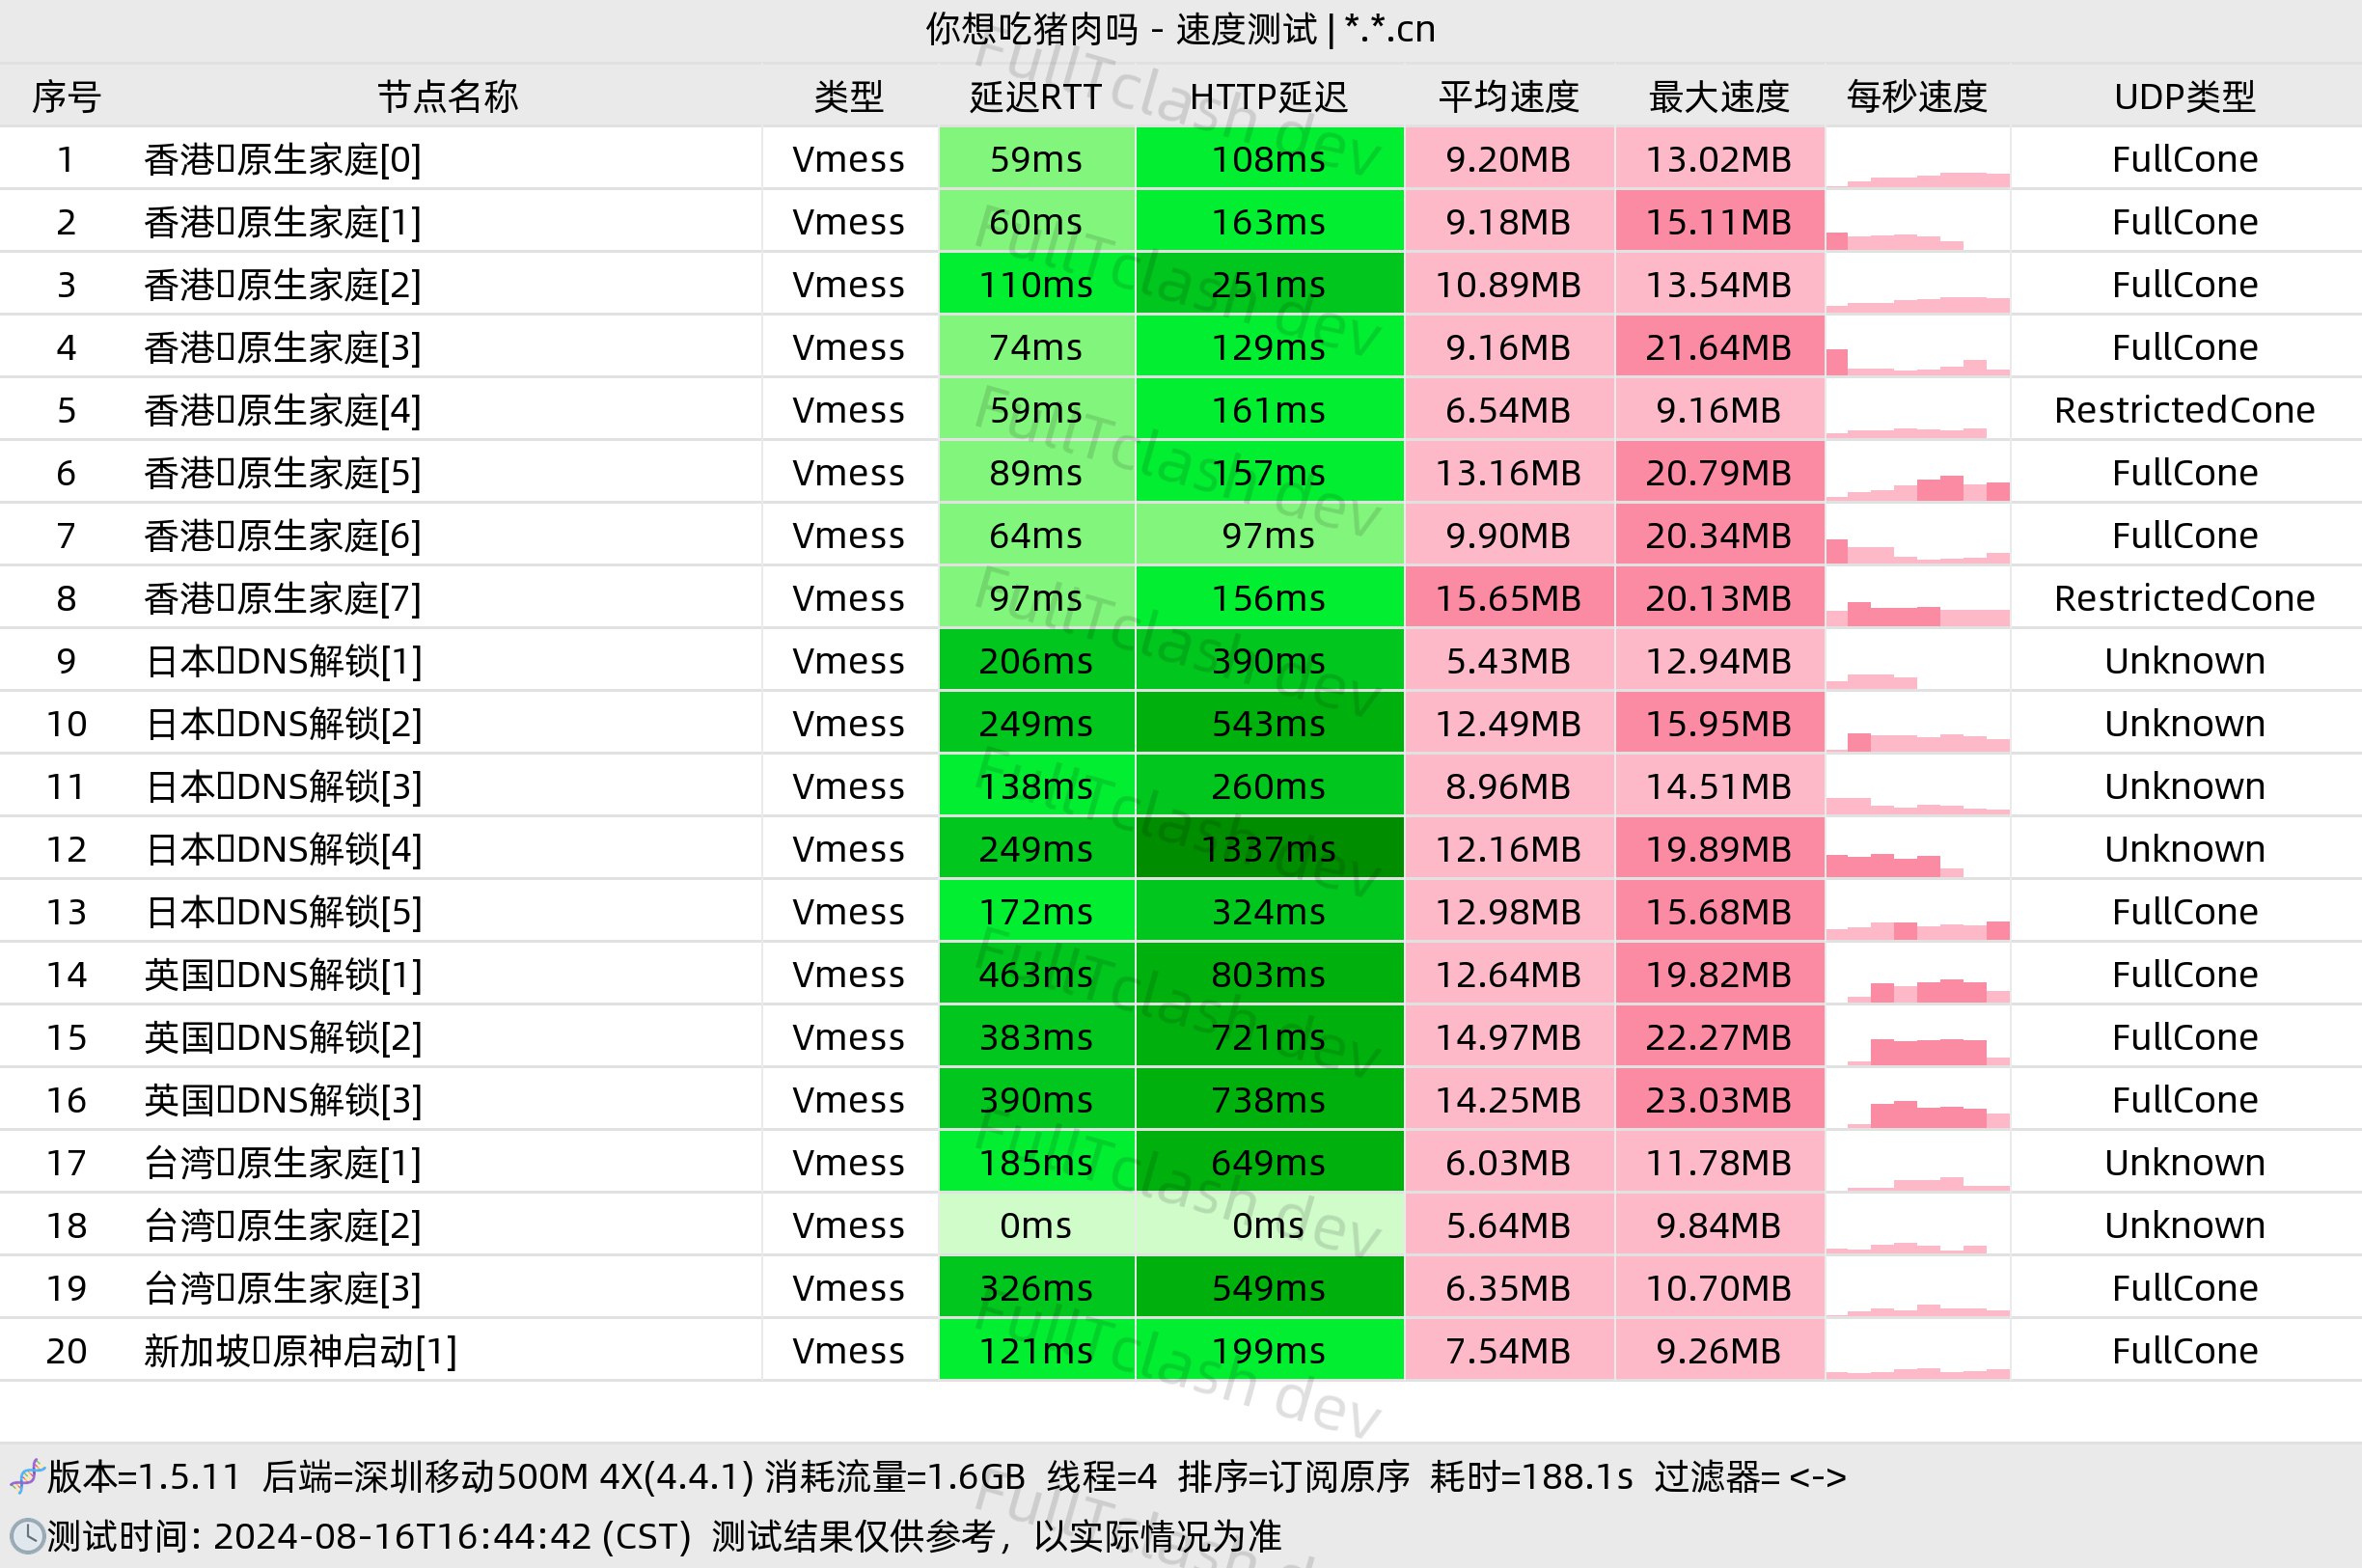 你想吃猪肉吗 - 速度测试 | *.*.cn
序号 节点名称 类型 延迟RTT HTTP延迟 平均速度 最大速度 每秒速度 UDP类型
1 香港▯原生家庭[0] Vmess 59ms 108ms 9.20MB 13.02MB FullCone
2 香港▯原生家庭[1] Vmess 60ms 163ms 9.18MB 15.11MB FullCone
3 香港▯原生家庭[2] Vmess 110ms 251ms 10.89MB 13.54MB FullCone
4 香港▯原生家庭[3] Vmess 74ms 129ms 9.16MB 21.64MB FullCone
5 香港▯原生家庭[4] Vmess 59ms 161ms 6.54MB 9.16MB RestrictedCone
6 香港▯原生家庭[5] Vmess 89ms 157ms 13.16MB 20.79MB FullCone
7 香港▯原生家庭[6] Vmess 64ms 97ms 9.90MB 20.34MB FullCone
8 香港▯原生家庭[7] Vmess 97ms 156ms 15.65MB 20.13MB RestrictedCone
9 日本▯DNS解锁[1] Vmess 206ms 390ms 5.43MB 12.94MB Unknown
10 日本▯DNS解锁[2] Vmess 249ms 543ms 12.49MB 15.95MB Unknown
11 日本▯DNS解锁[3] Vmess 138ms 260ms 8.96MB 14.51MB Unknown
12 日本▯DNS解锁[4] Vmess 249ms 1337ms 12.16MB 19.89MB Unknown
13 日本▯DNS解锁[5] Vmess 172ms 324ms 12.98MB 15.68MB FullCone
14 英国▯DNS解锁[1] Vmess 463ms 803ms 12.64MB 19.82MB FullCone
15 英国▯DNS解锁[2] Vmess 383ms 721ms 14.97MB 22.27MB FullCone
16 英国▯DNS解锁[3] Vmess 390ms 738ms 14.25MB 23.03MB FullCone
17 台湾▯原生家庭[1] Vmess 185ms 649ms 6.03MB 11.78MB Unknown
18 台湾▯原生家庭[2] Vmess 0ms 0ms 5.64MB 9.84MB Unknown
19 台湾▯原生家庭[3] Vmess 326ms 549ms 6.35MB 10.70MB FullCone
20 新加坡▯原神启动[1] Vmess 121ms 199ms 7.54MB 9.26MB FullCone
🧬版本=1.5.11 后端=深圳移动500M 4X(4.4.1) 消耗流量=1.6GB 线程=4 排序=订阅原序 耗时=188.1s 过滤器= <->
🕓测试时间: 2024-08-16T16:44:42 (CST) 测试结果仅供参考，以实际情况为准
FullTclash dev
FullTclash dev
FullTclash dev
FullTclash dev
FullTclash dev
FullTclash dev
FullTclash dev
FullTclash dev
FullTclash dev